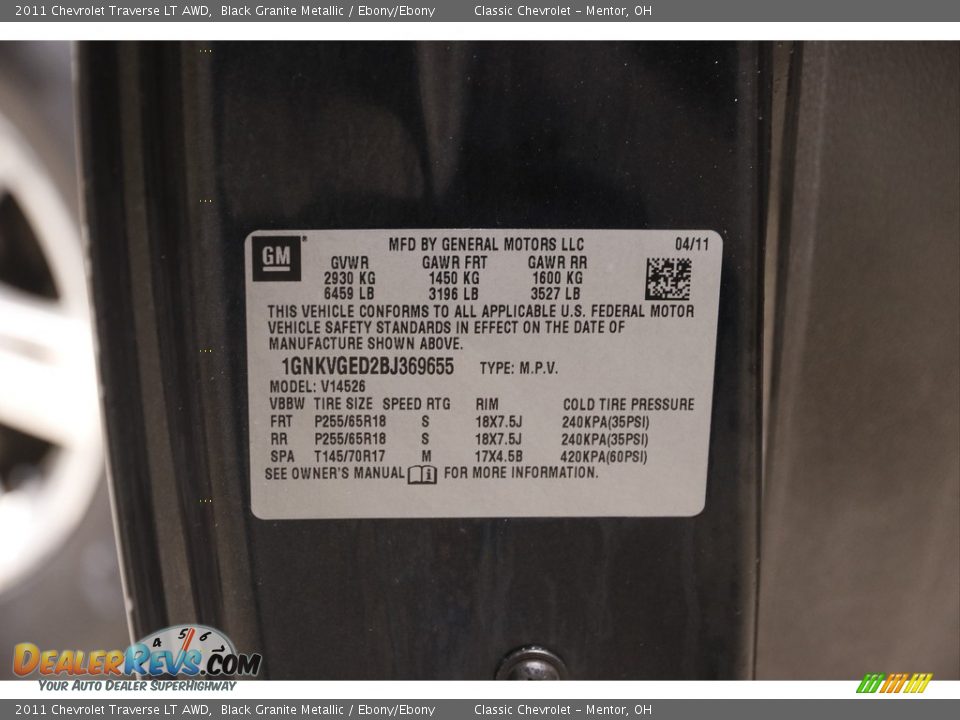 2011 Chevrolet Traverse LT AWD, Black Granite Metallic / Ebony/Ebony Classic Chevrolet - Mentor, OH
GM MFD BY GENERAL MOTORS LLC 04/11
GVWR GAWR FRT GAWR RR
2930 KG 1450 KG 1600 KG
6459 LB 3196 LB 3527 LB
THIS VEHICLE CONFORMS TO ALL APPLICABLE U.S. FEDERAL MOTOR
VEHICLE SAFETY STANDARDS IN EFFECT ON THE DATE OF
MANUFACTURE SHOWN ABOVE.
1GNKVGED2BJ369655 TYPE: M.P.V.
MODEL: V14526
VBBW TIRE SIZE SPEED RTG RIM COLD TIRE PRESSURE
FRT P255/65R18 S 18X7.5J 240KPA(35PSI)
RR P255/65R18 S 18X7.5J 240KPA(35PSI)
SPA T145/70R17 M 17X4.5B 420KPA(60PSI)
SEE OWNER'S MANUAL i FOR MORE INFORMATION.
4 5 6
DEALERREVS.COM
YOUR AUTO DEALER SUPERHIGHWAY
2011 Chevrolet Traverse LT AWD, Black Granite Metallic / Ebony/Ebony Classic Chevrolet - Mentor, OH